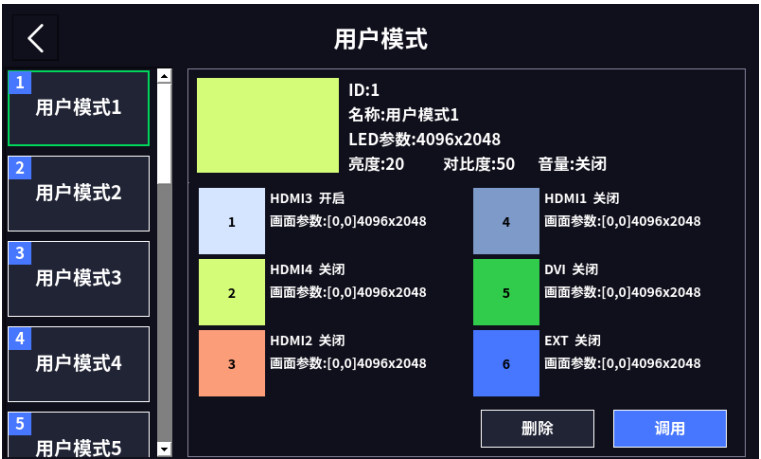 用户模式
1
用户模式1
2
用户模式2
3
用户模式3
4
用户模式4
5
用户模式5
ID:1
名称:用户模式1
LED参数:4096x2048
亮度:20 对比度:50 音量:关闭
1
HDMI3 开启
画面参数:[0,0]4096x2048
4
HDMI1 关闭
画面参数:[0,0]4096x2048
2
HDMI4 关闭
画面参数:[0,0]4096x2048
5
DVI 关闭
画面参数:[0,0]4096x2048
3
HDMI2 关闭
画面参数:[0,0]4096x2048
6
EXT 关闭
画面参数:[0,0]4096x2048
删除
调用